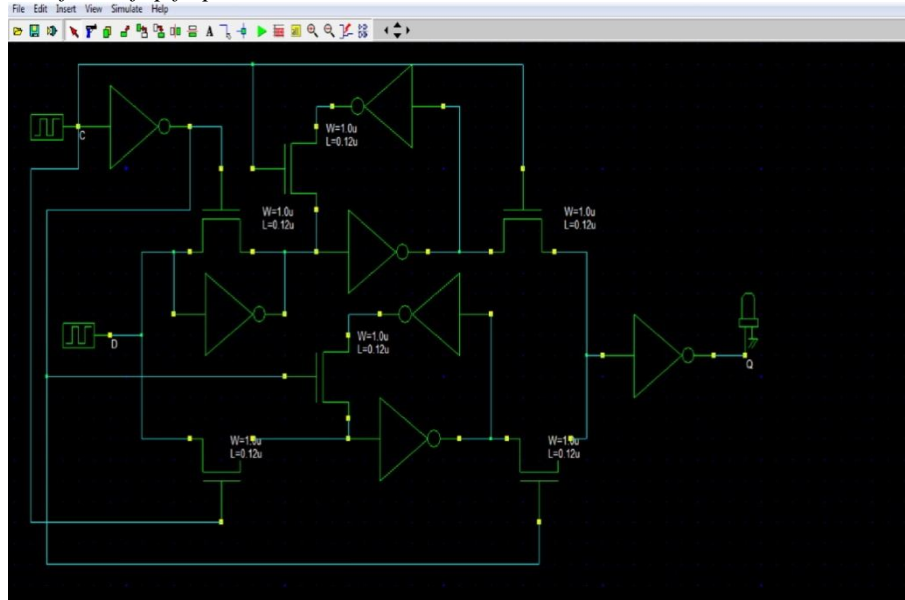 File Edit Insert View Simulate Help
A
C
W=1.0u
L=0.12u
W=1.0u
L=0.12u
W=1.0u
L=0.12u
D
W=1.0u
L=0.12u
Q
W=1.0u
L=0.12u
W=1.0u
L=0.12u